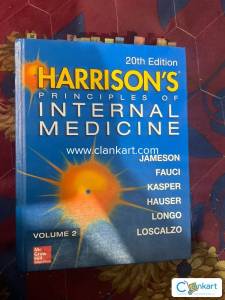 20th Edition
HARRISON'S
PRINCIPLES OF
INTERNAL
MEDICINE
www.clankart.com
JAMESON
FAUCI
KASPER
HAUSER
LONGO
LOSCALZO
VOLUME 2
Mc
Graw
Hill
Clankart